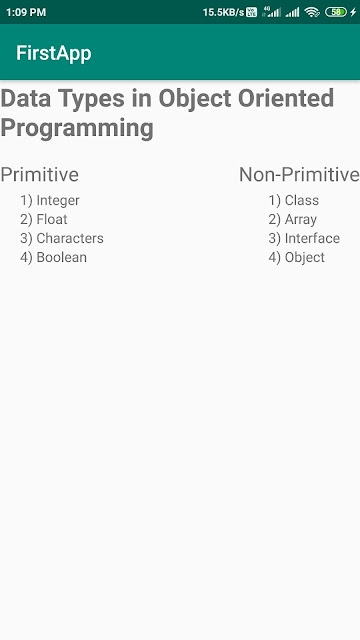 1:09 PM 15.5KB/s 4G 58
FirstApp
Data Types in Object Oriented
Programming
Primitive Non-Primitive
1) Integer 1) Class
2) Float 2) Array
3) Characters 3) Interface
4) Boolean 4) Object